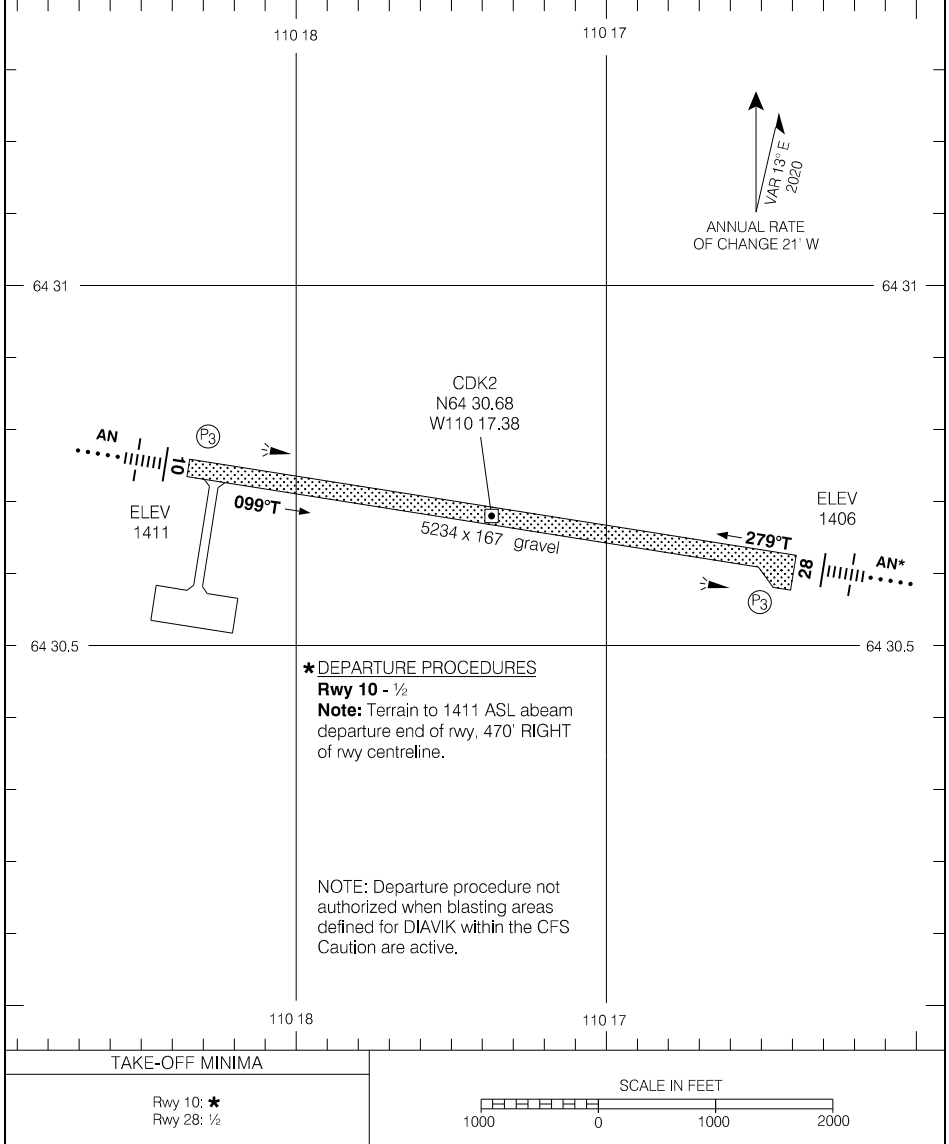 110 18
110 17
VAR 13° E
2020
ANNUAL RATE
OF CHANGE 21' W
64 31
64 31
CDK2
N64 30.68
W110 17.38
AN
P3
10
ELEV
1411
099°T
5234 x 167 gravel
279°T
ELEV
1406
28
AN*
P3
64 30.5
64 30.5
★ DEPARTURE PROCEDURES
Rwy 10 - ½
Note: Terrain to 1411 ASL abeam
departure end of rwy, 470' RIGHT
of rwy centreline.
NOTE: Departure procedure not
authorized when blasting areas
defined for DIAVIK within the CFS
Caution are active.
110 18
110 17
TAKE-OFF MINIMA
Rwy 10: ★
Rwy 28: ½
SCALE IN FEET
1000 0 1000 2000